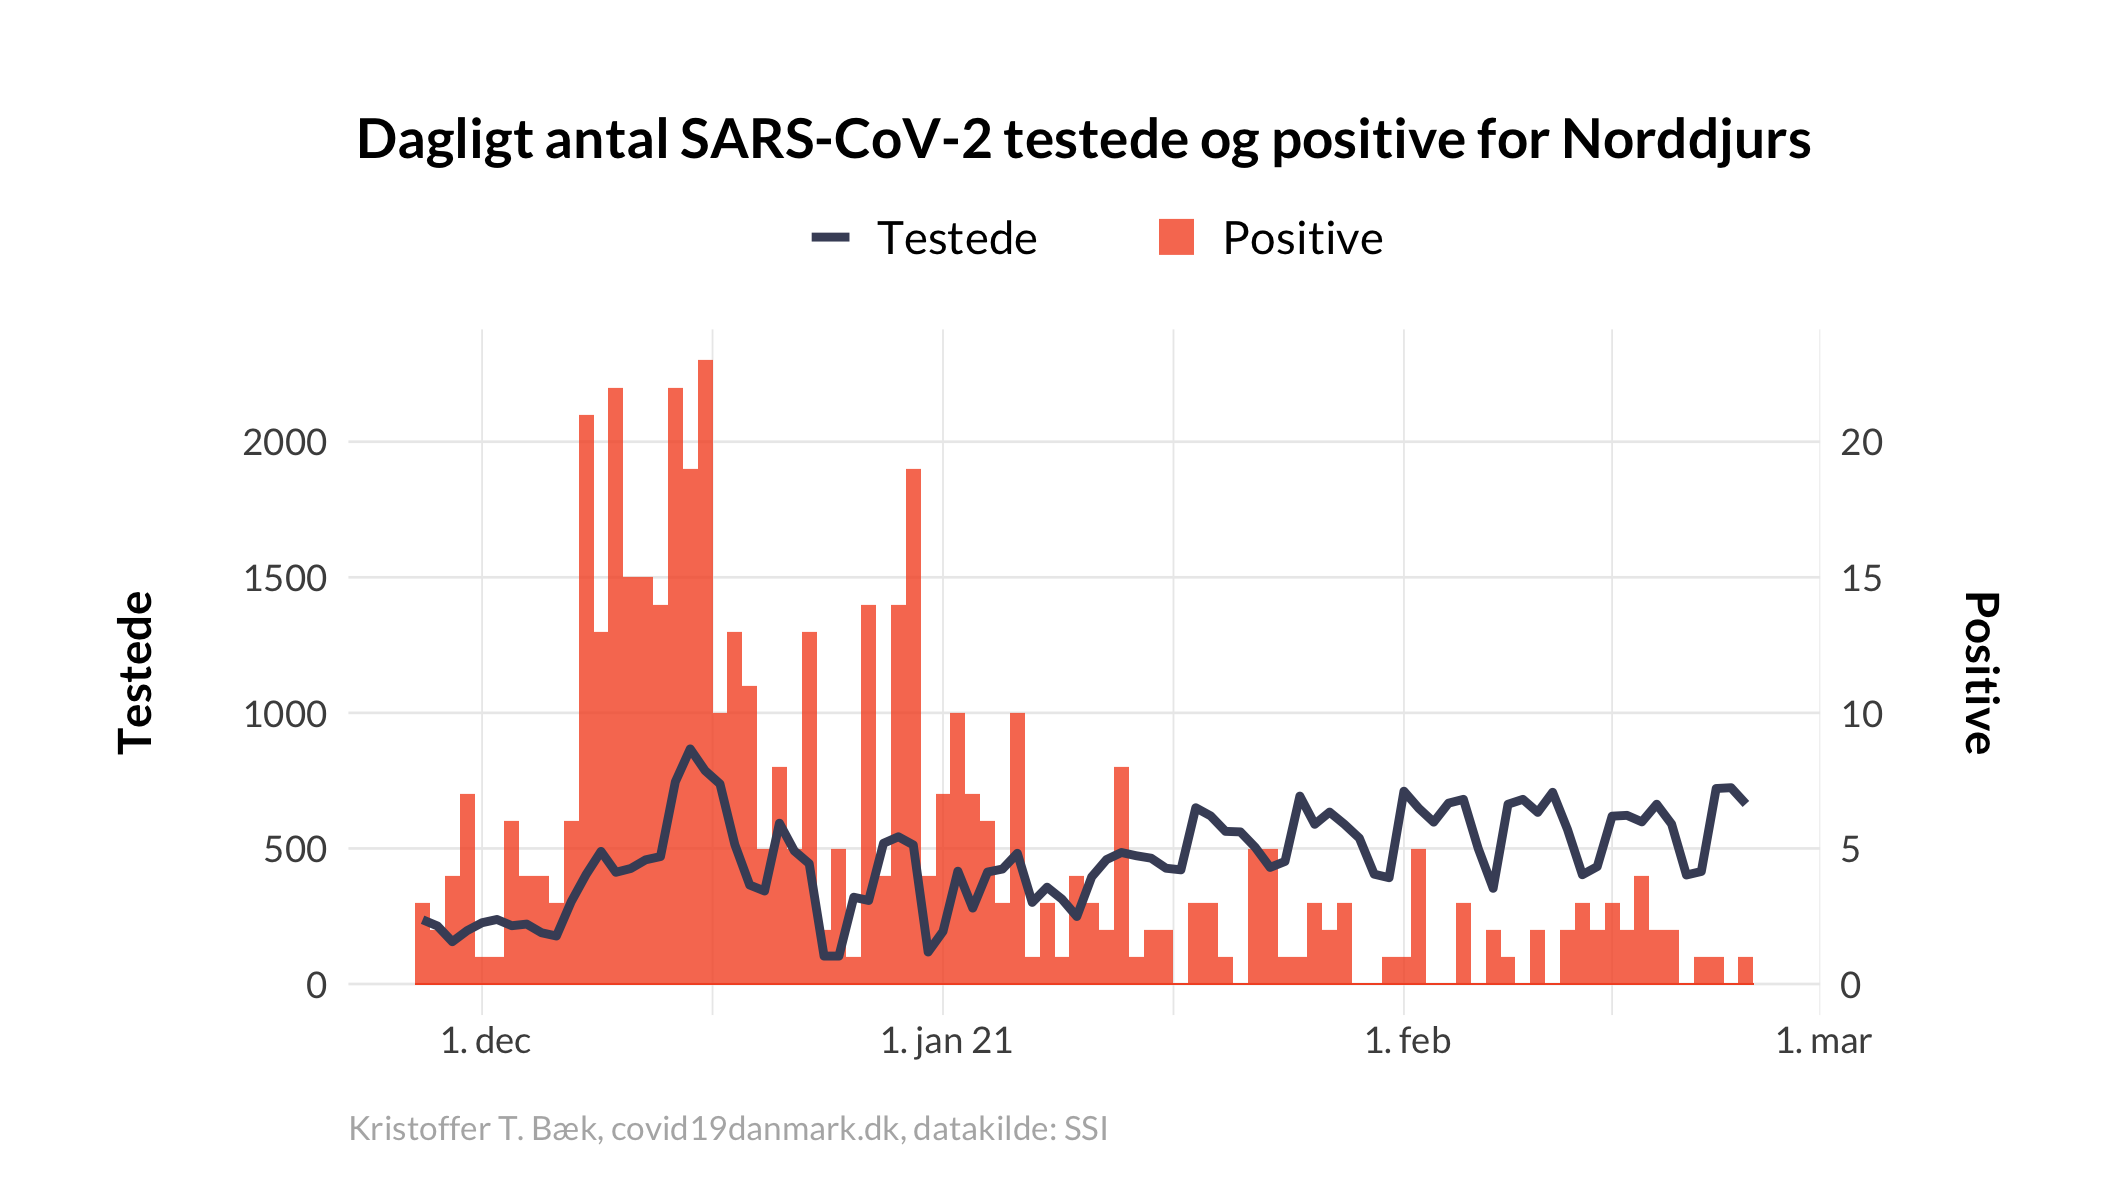 Dagligt antal SARS-CoV-2 testede og positive for Norddjurs
Testede
Positive
Testede
2000
1500
1000
500
0
20
15
10
5
0
Positive
1. dec
1. jan 21
1. feb
1. mar
Kristoffer T. Bæk, covid19danmark.dk, datakilde: SSI